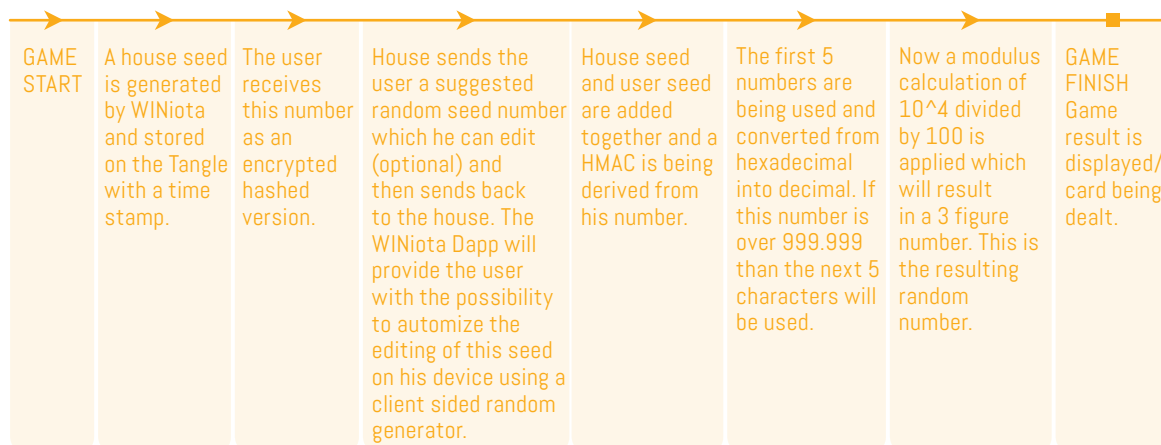 GAME
START
A house seed
is generated
by WINiota
and stored
on the Tangle
with a time
stamp.
The user
receives
this number
as an
encrypted
hashed
version.
House sends the
user a suggested
random seed number
which he can edit
(optional) and
then sends back
to the house. The
WINiota Dapp will
provide the user
with the possibility
to automize the
editing of this seed
on his device using a
client sided random
generator.
House seed
and user seed
are added
together and a
HMAC is being
derived from
his number.
The first 5
numbers are
being used and
converted from
hexadecimal
into decimal. If
this number is
over 999.999
than the next 5
characters will
be used.
Now a modulus
calculation of
10^4 divided
by 100 is
applied which
will result
in a 3 figure
number. This is
the resulting
random
number.
GAME
FINISH
Game
result is
displayed/
card being
dealt.